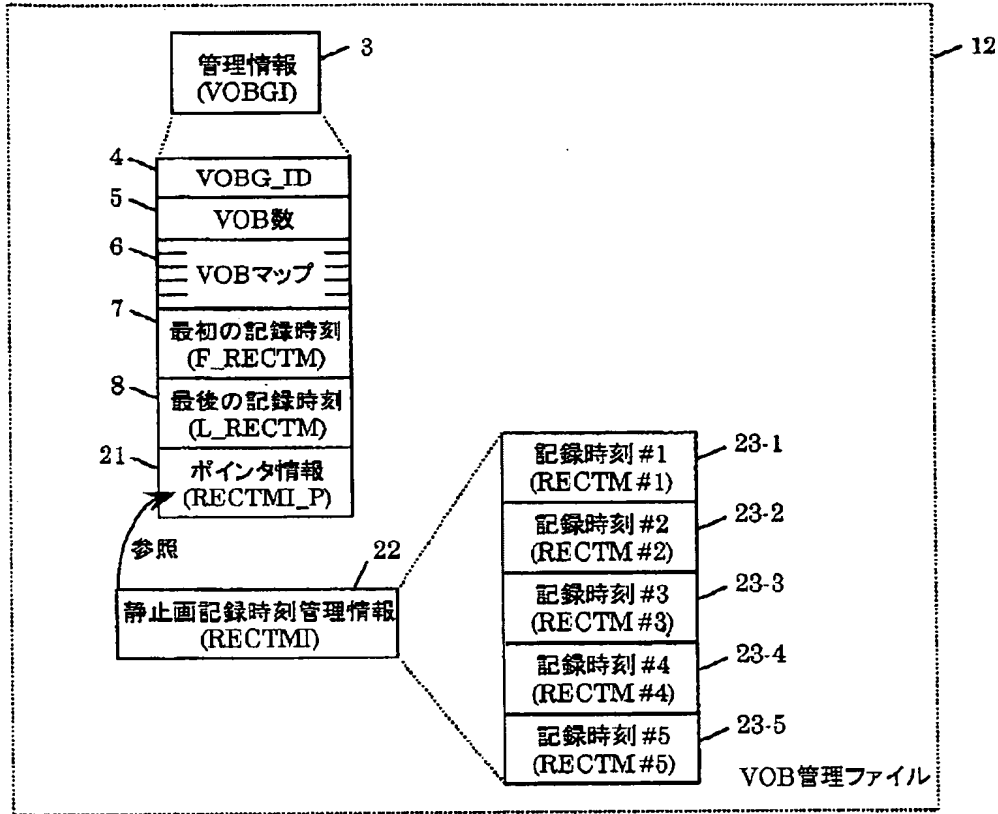 12
3
管理情報
(VOBGI)
4
VOBG_ID
5
VOB数
6
VOBマップ
7
最初の記録時刻
(F_RECTM)
8
最後の記録時刻
(L_RECTM)
21
ポインタ情報
(RECTMI_P)
参照
22
静止画記録時刻管理情報
(RECTMI)
記録時刻#1
(RECTM#1)
23-1
記録時刻#2
(RECTM#2)
23-2
記録時刻#3
(RECTM#3)
23-3
記録時刻#4
(RECTM#4)
23-4
記録時刻#5
(RECTM#5)
23-5
VOB管理ファイル